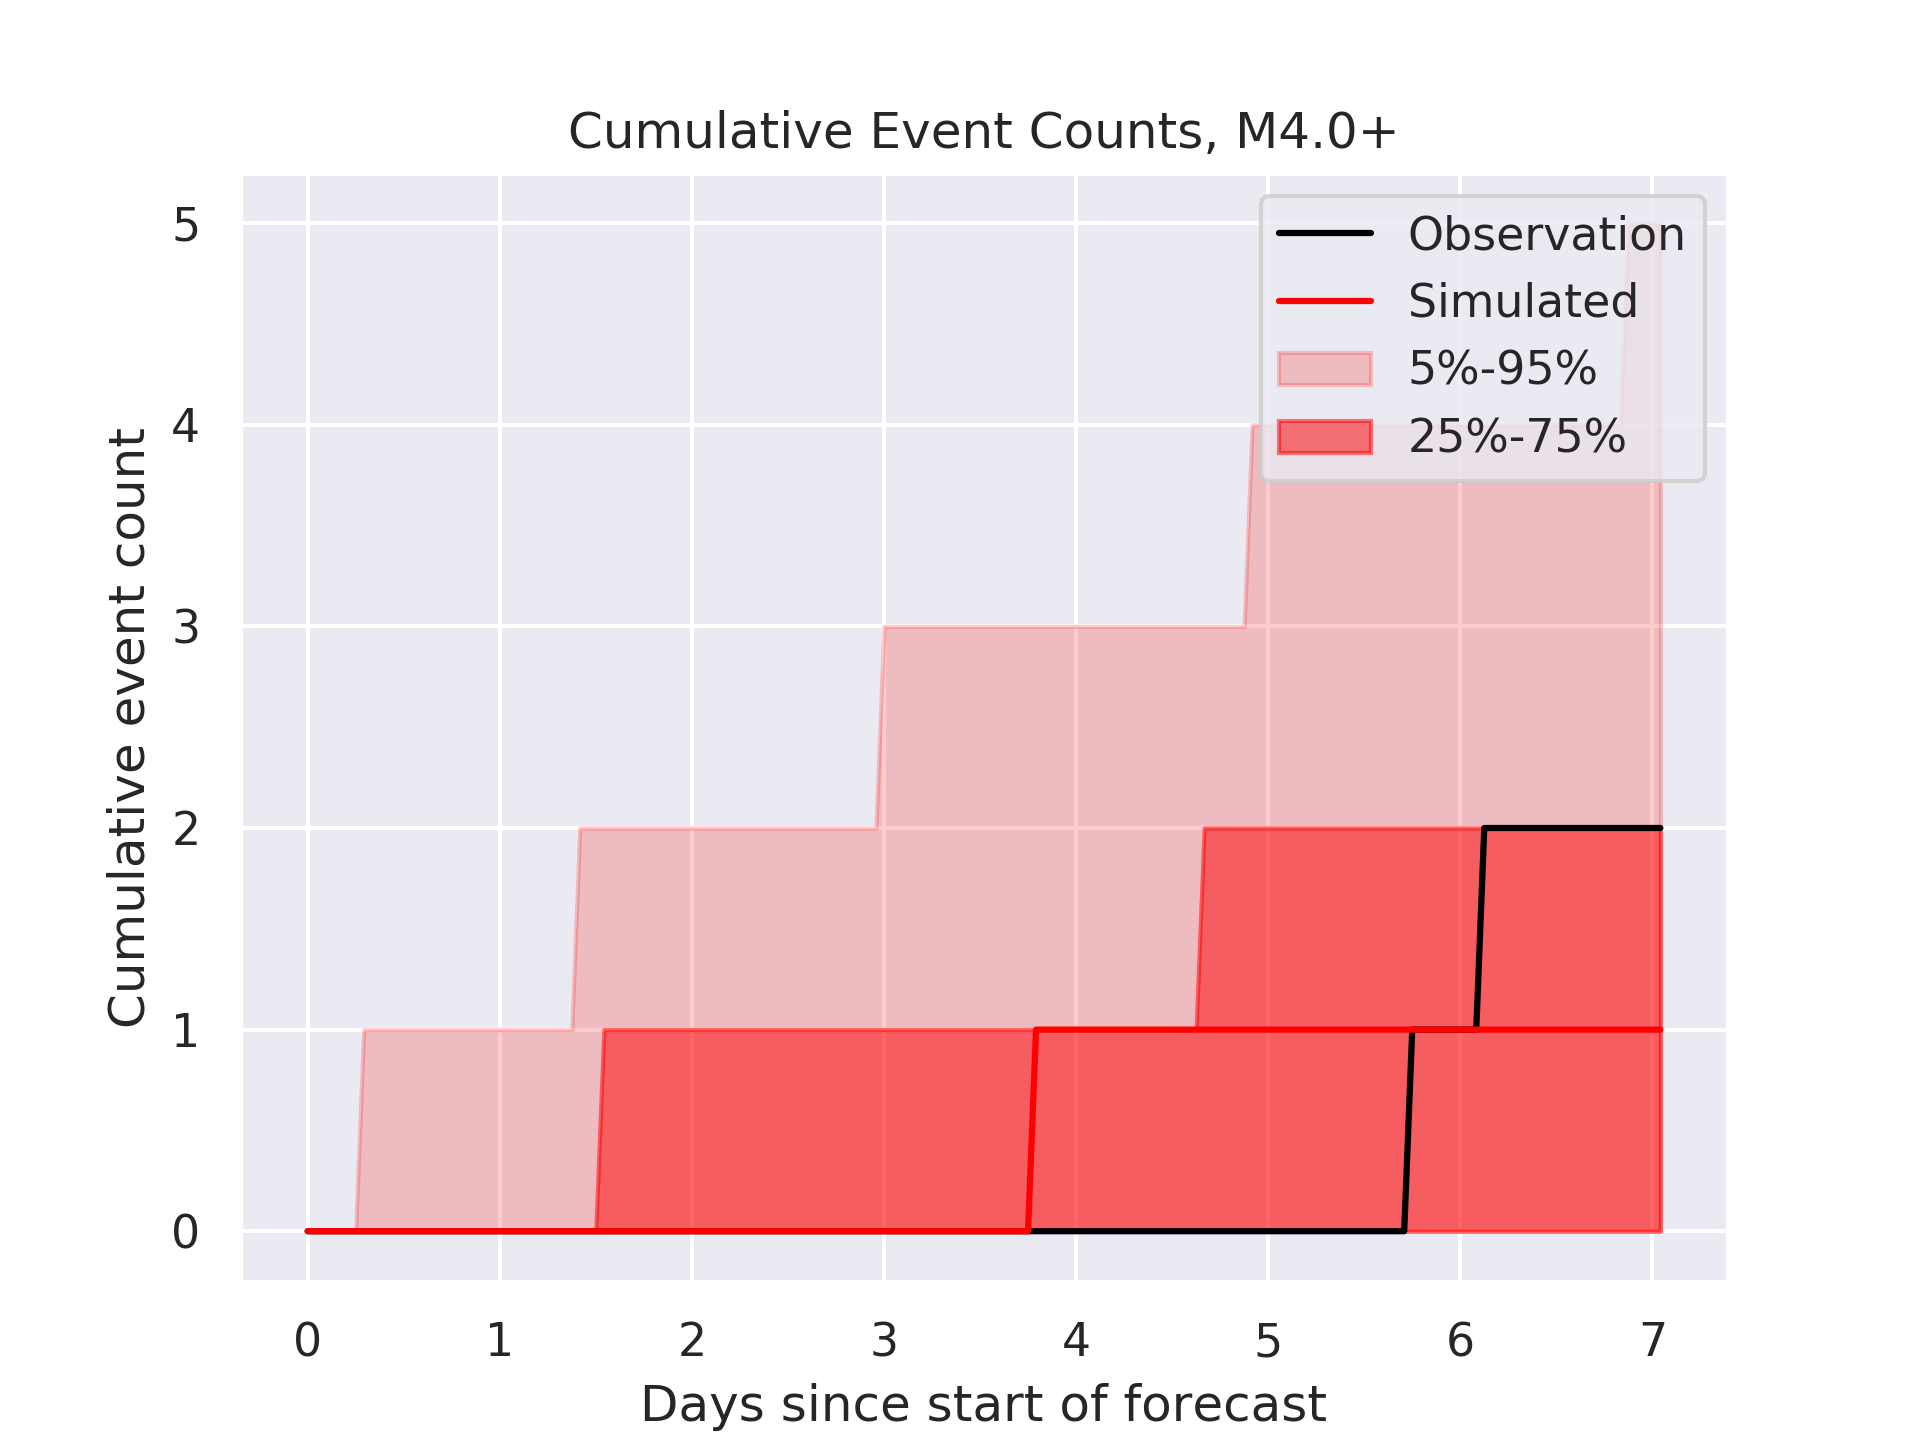 Cumulative Event Counts, M4.0+
Observation
Simulated
5%-95%
25%-75%
Cumulative event count
5
4
3
2
1
0
0 1 2 3 4 5 6 7
Days since start of forecast